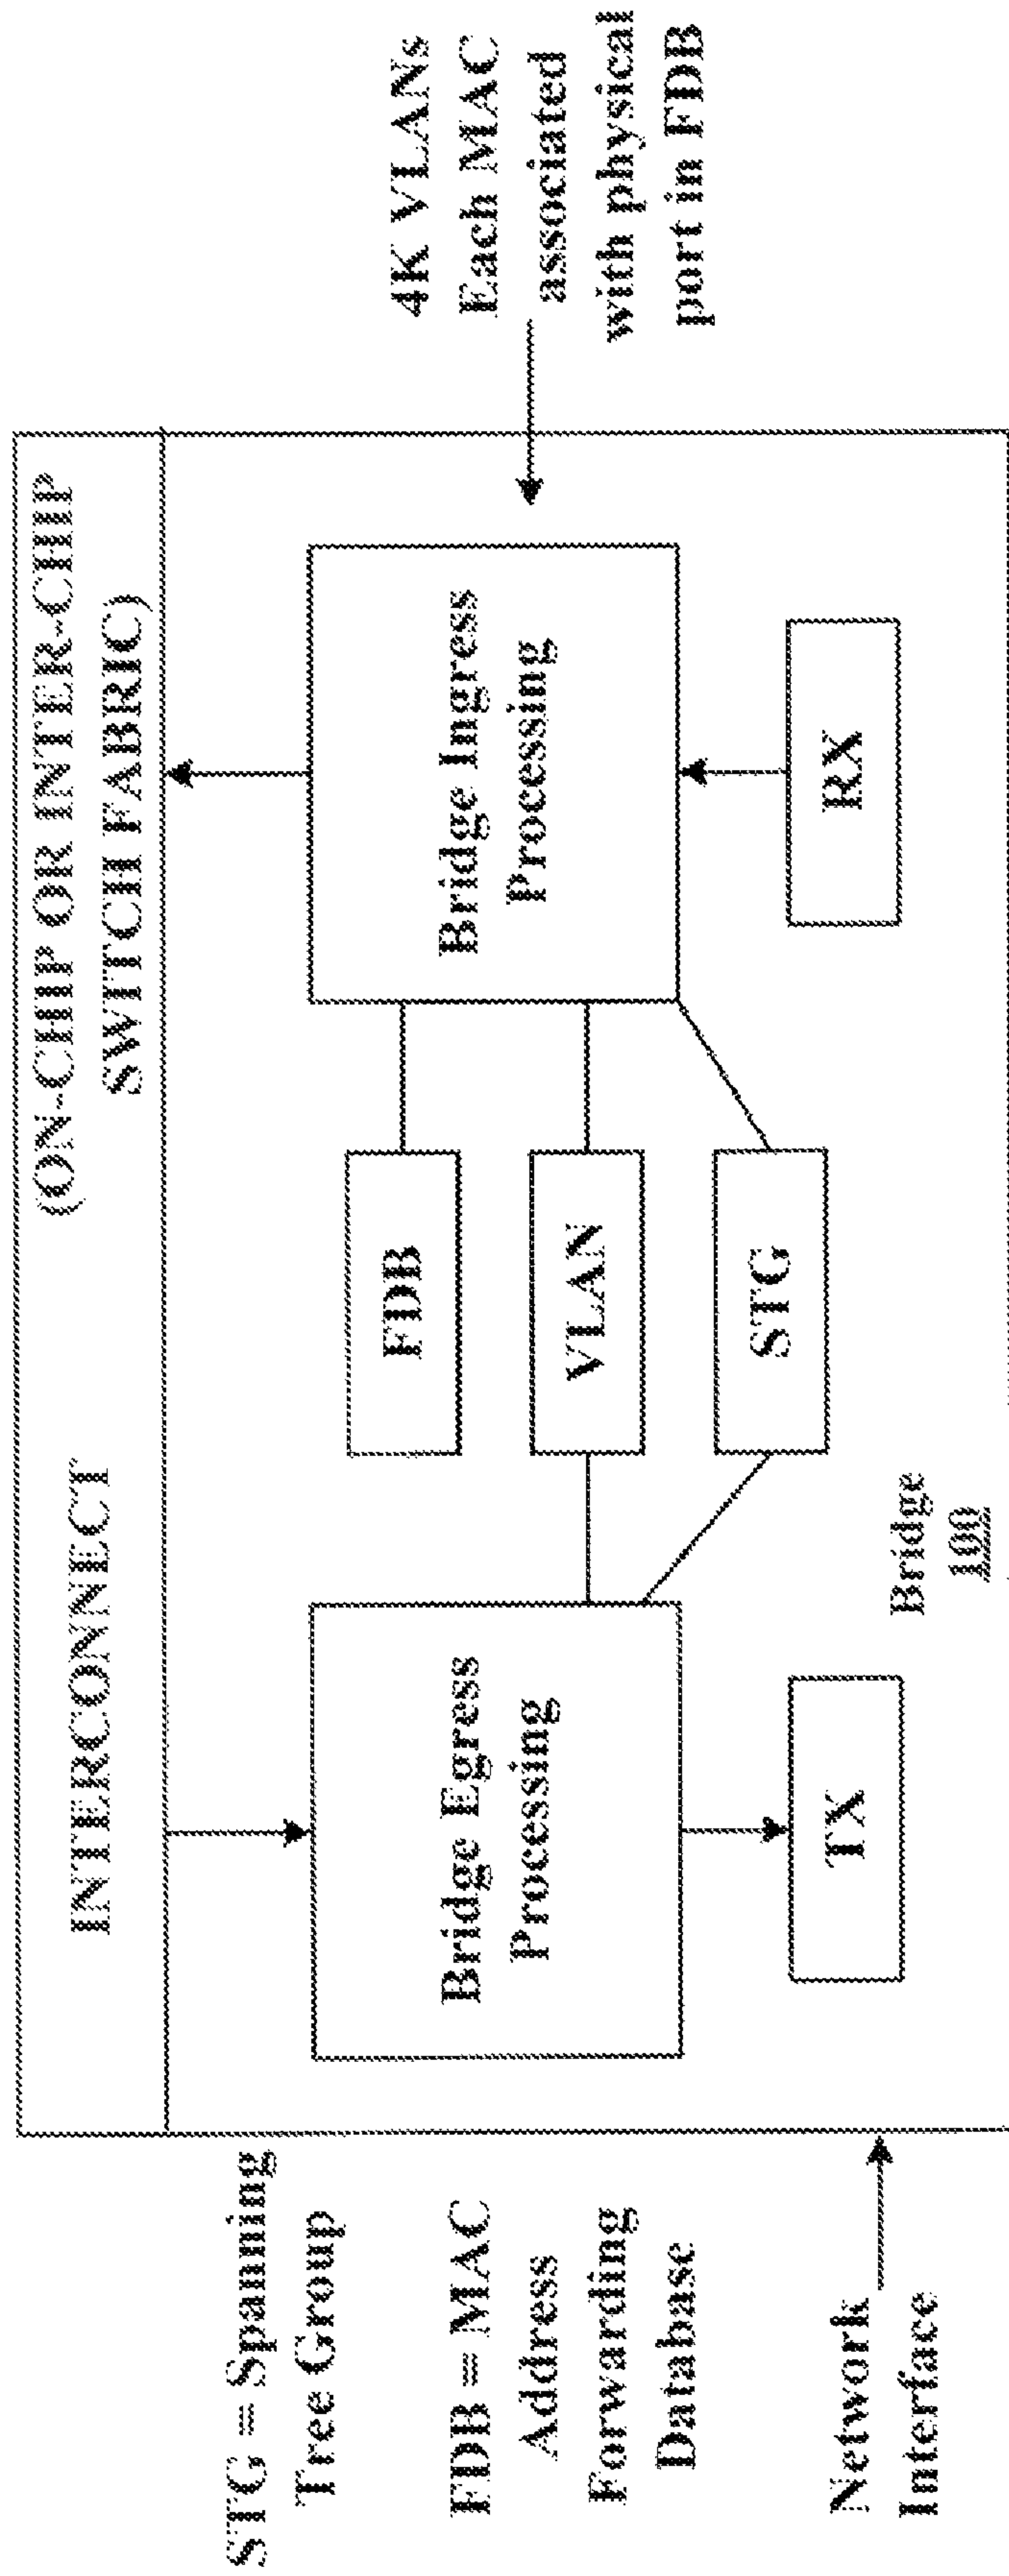 STG = Spanning
Tree Group
FDB = MAC
Address
Forwarding
Database
Network
Interface
INTERCONNECT
(ON-CHIP OR INTER-CHIP
SWITCH FABRIC)
Bridge Egress
Processing
TX
FDB
VLAN
STG
Bridge
100
Bridge Ingress
Processing
RX
4K VLANs
Each MAC
associated
with physical
port in FDB